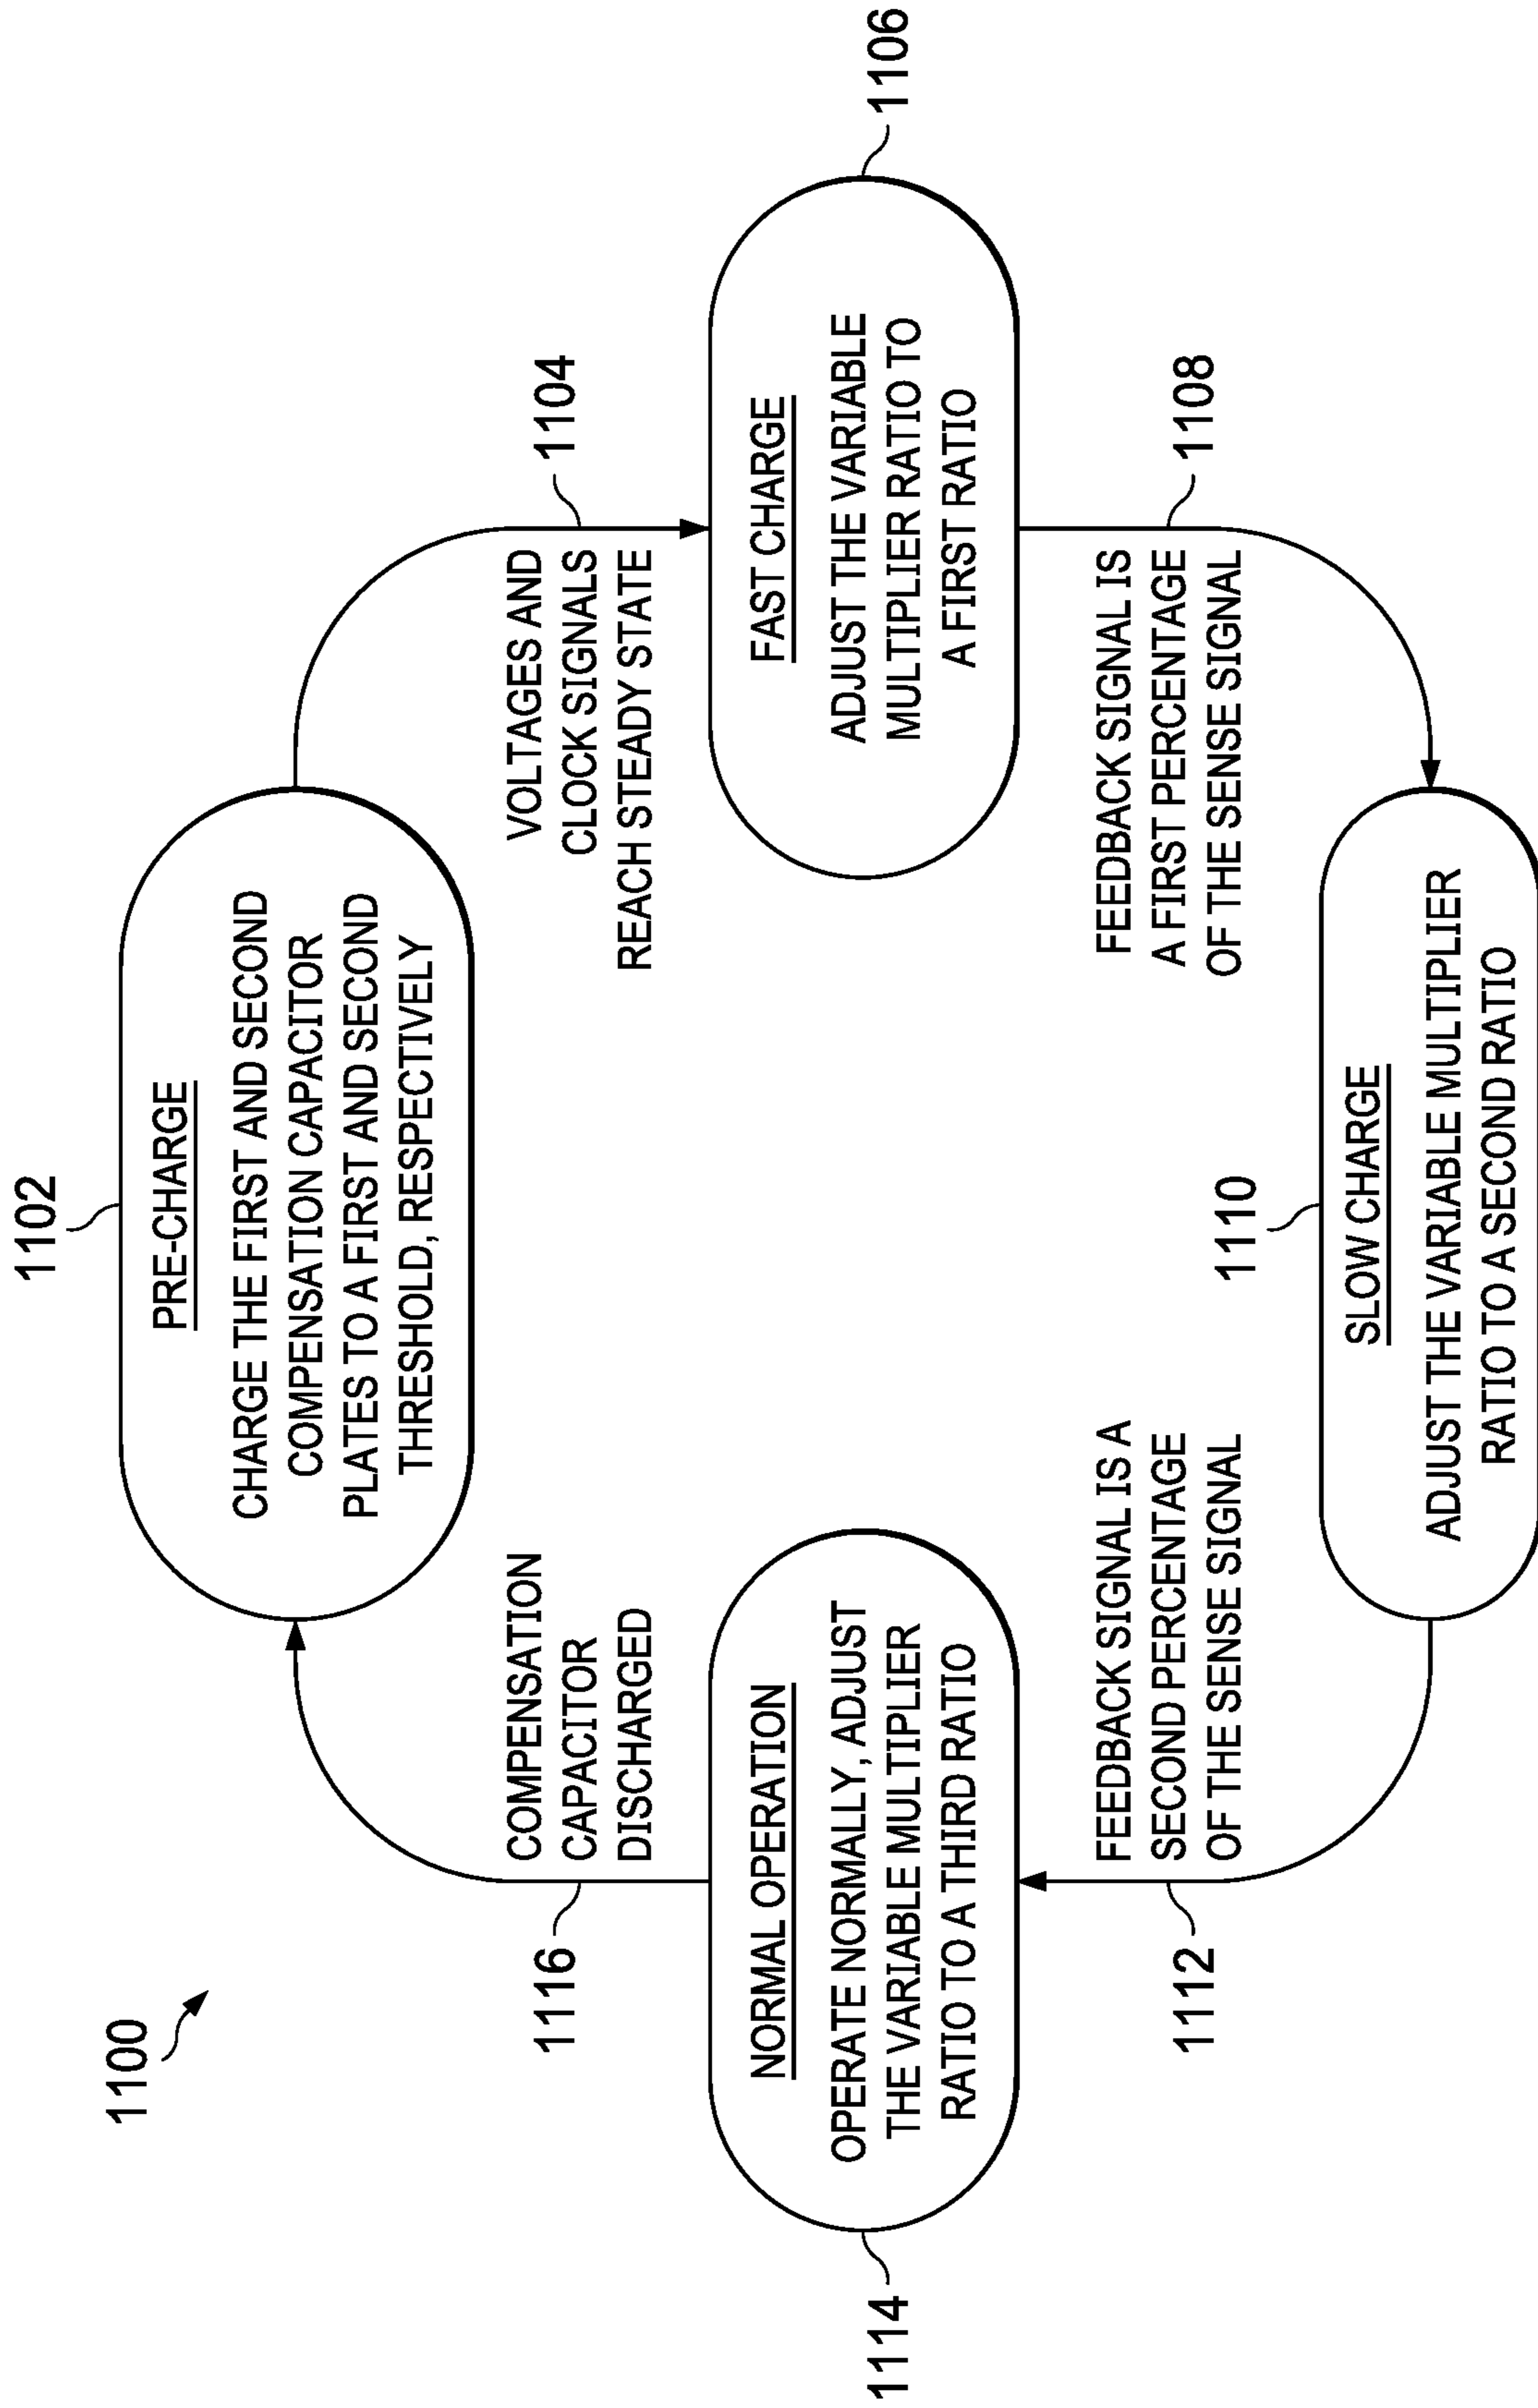 1100
1102
PRE-CHARGE
CHARGE THE FIRST AND SECOND
COMPENSATION CAPACITOR
PLATES TO A FIRST AND SECOND
THRESHOLD, RESPECTIVELY
1104
VOLTAGES AND
CLOCK SIGNALS
REACH STEADY STATE
1106
FAST CHARGE
ADJUST THE VARIABLE
MULTIPLIER RATIO TO
A FIRST RATIO
1108
FEEDBACK SIGNAL IS
A FIRST PERCENTAGE
OF THE SENSE SIGNAL
1110
SLOW CHARGE
ADJUST THE VARIABLE MULTIPLIER
RATIO TO A SECOND RATIO
1112
FEEDBACK SIGNAL IS A
SECOND PERCENTAGE
OF THE SENSE SIGNAL
1114
NORMAL OPERATION
OPERATE NORMALLY, ADJUST
THE VARIABLE MULTIPLIER
RATIO TO A THIRD RATIO
1116
COMPENSATION
CAPACITOR
DISCHARGED